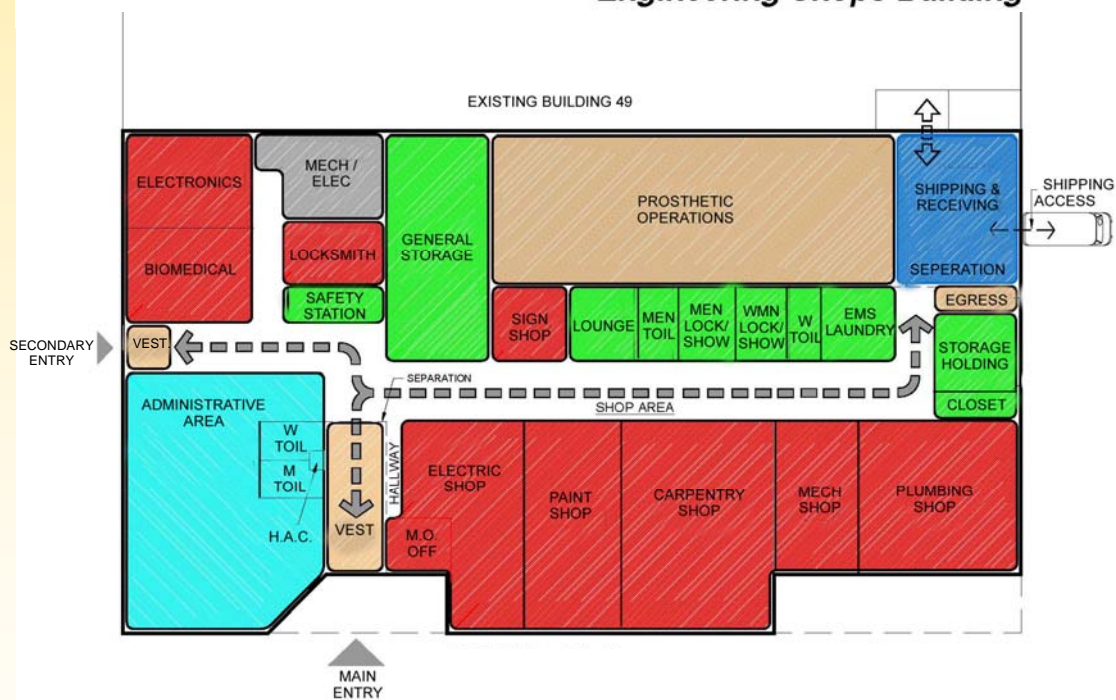 Engineering Shops Building
EXISTING BUILDING 49
ELECTRONICS
BIOMEDICAL
MECH /
ELEC
LOCKSMITH
SAFETY
STATION
GENERAL
STORAGE
PROSTHETIC
OPERATIONS
SHIPPING &
RECEIVING
SEPERATION
SHIPPING
ACCESS
SIGN
SHOP
LOUNGE
MEN
TOIL
MEN
LOCK/
SHOW
WMN
LOCK/
SHOW
W
TOIL
EMS
LAUNDRY
EGRESS
STORAGE
HOLDING
CLOSET
SECONDARY
ENTRY
VEST.
SEPARATION
SHOP AREA
ADMINISTRATIVE
AREA
W
TOIL
M
TOIL
H.A.C.
VEST
HALLWAY
ELECTRIC
SHOP
M.O.
OFF
PAINT
SHOP
CARPENTRY
SHOP
MECH
SHOP
PLUMBING
SHOP
MAIN
ENTRY